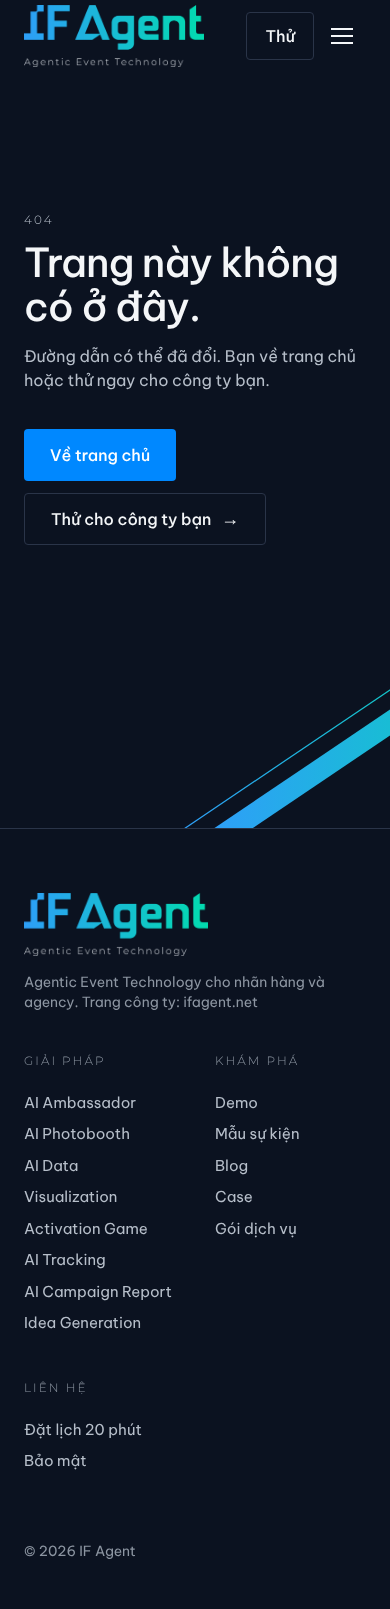 IF Agent
Agentic Event Technology
Thử
404
Trang này không
có ở đây.
Đường dẫn có thể đã đổi. Bạn về trang chủ
hoặc thử ngay cho công ty bạn.
Về trang chủ
Thử cho công ty bạn →
IF Agent
Agentic Event Technology
Agentic Event Technology cho nhãn hàng và
agency. Trang công ty: ifagent.net
GIẢI PHÁP
AI Ambassador
AI Photobooth
AI Data
Visualization
Activation Game
AI Tracking
AI Campaign Report
Idea Generation
KHÁM PHÁ
Demo
Mẫu sự kiện
Blog
Case
Gói dịch vụ
LIÊN HỆ
Đặt lịch 20 phút
Bảo mật
© 2026 IF Agent